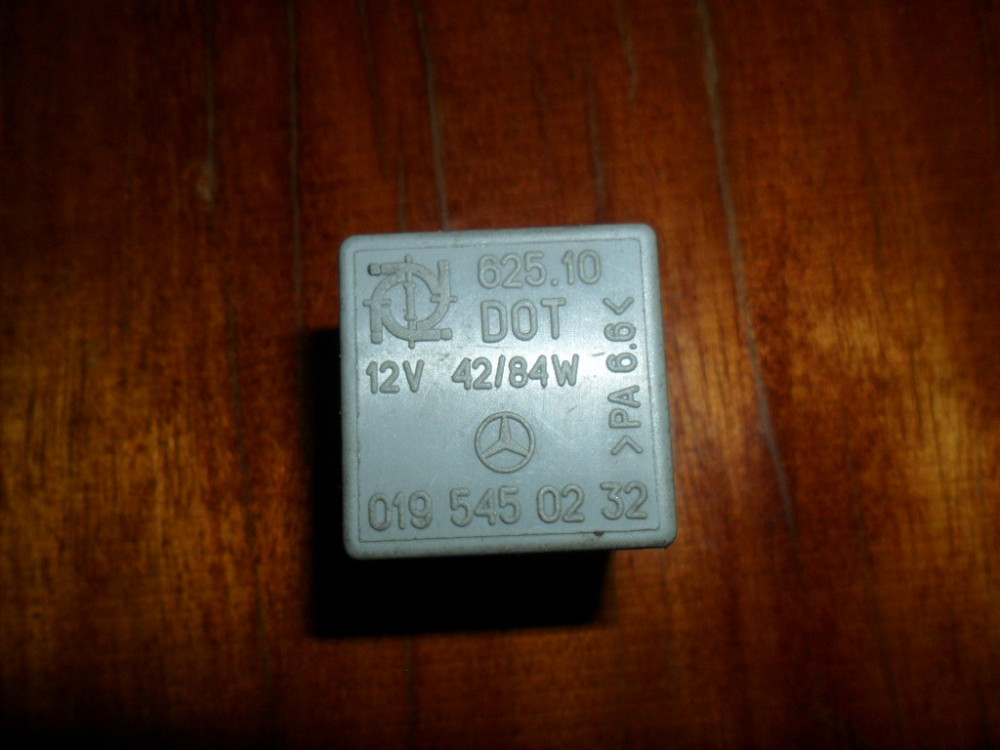 625.10
DOT
12V 42/84W
>PA 6.6<
019 545 02 32